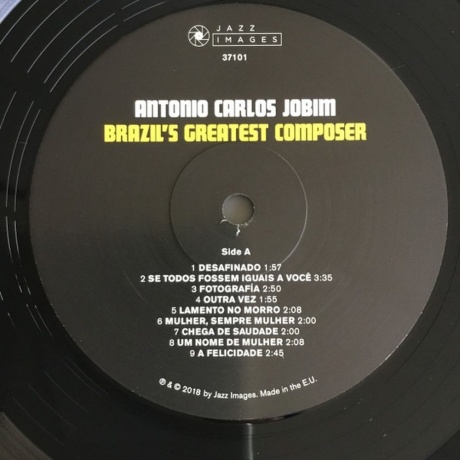 JAZZ
IMAGES
37101
ANTONIO CARLOS JOBIM
BRAZIL'S GREATEST COMPOSER
Side A
1 DESAFINADO 1:57
2 SE TODOS FOSSEM IGUAIS A VOCÊ 3:35
3 FOTOGRAFÍA 2:50
4 OUTRA VEZ 1:55
5 LAMENTO NO MORRO 2:08
6 MULHER, SEMPRE MULHER 2:00
7 CHEGA DE SAUDADE 2:00
8 UM NOME DE MULHER 2:08
9 A FELICIDADE 2:45
℗ & © 2018 by Jazz Images. Made in the E.U.